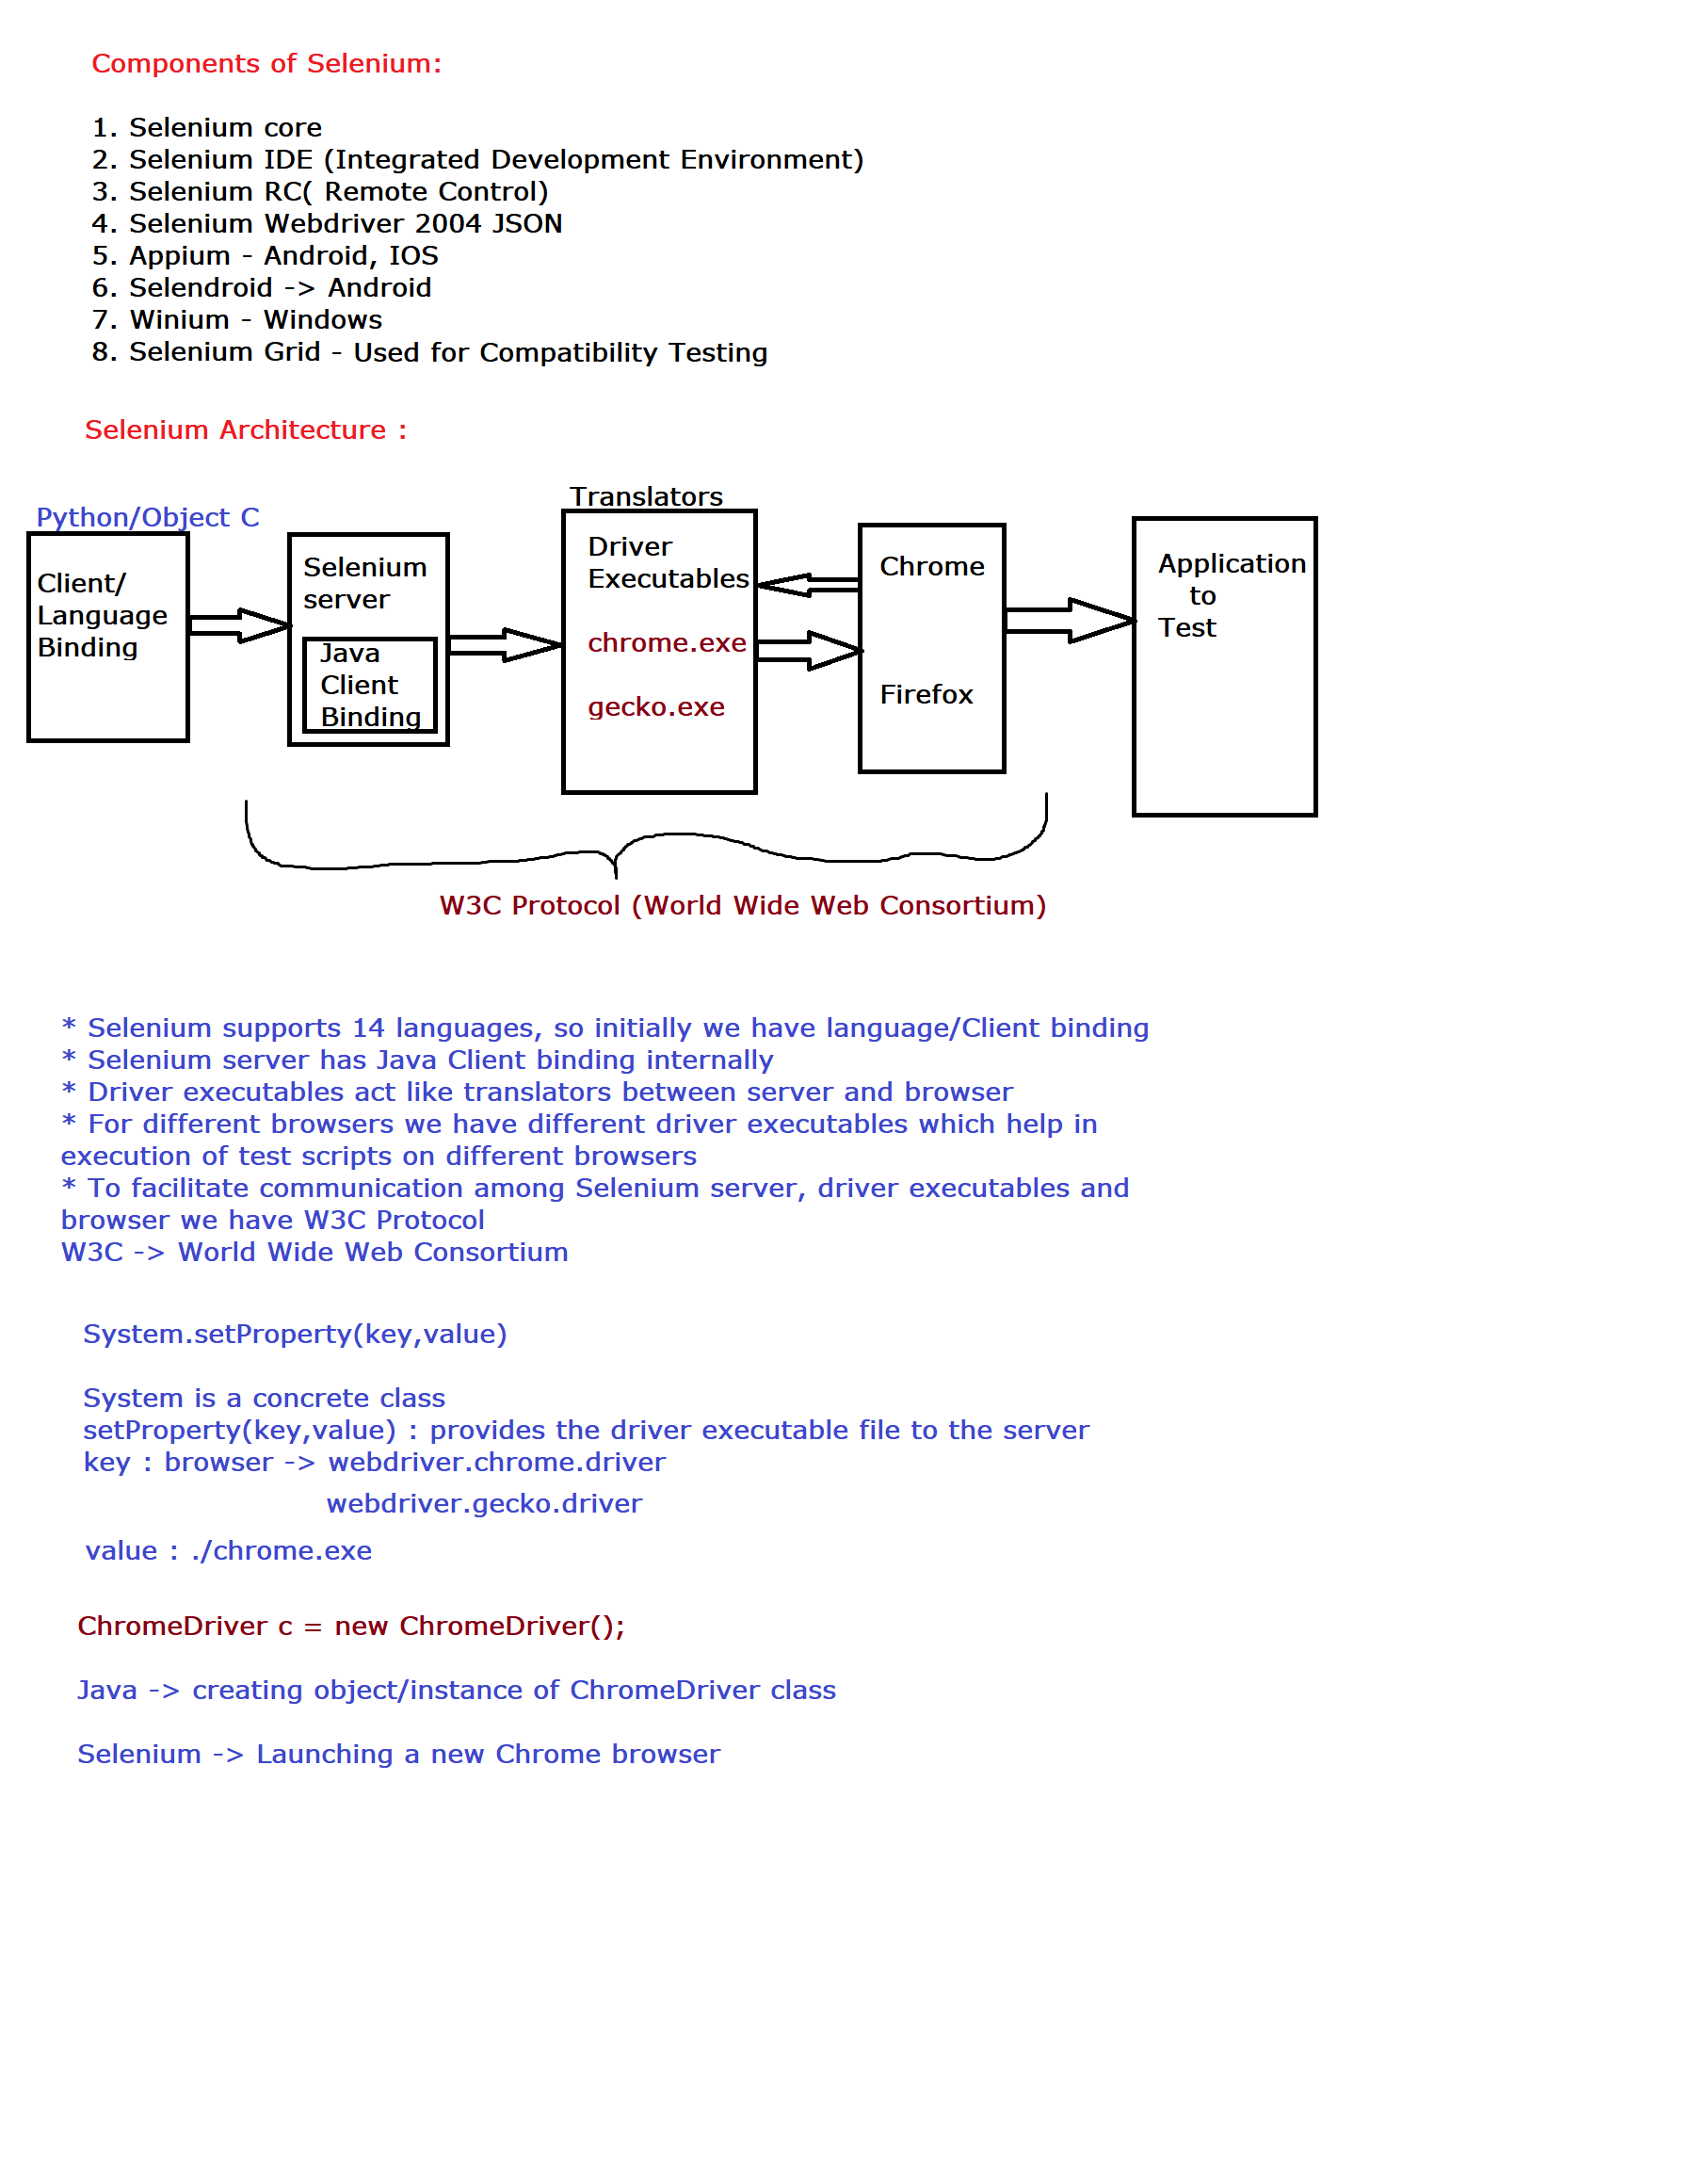 Components of Selenium:
1. Selenium core
2. Selenium IDE (Integrated Development Environment)
3. Selenium RC( Remote Control)
4. Selenium Webdriver 2004 JSON
5. Appium - Android, IOS
6. Selendroid -> Android
7. Winium - Windows
8. Selenium Grid - Used for Compatibility Testing
Selenium Architecture :
Python/Object C
Client/
Language
Binding
Selenium
server
Java
Client
Binding
Translators
Driver
Executables
chrome.exe
gecko.exe
Chrome
Firefox
Application
to
Test
W3C Protocol (World Wide Web Consortium)
* Selenium supports 14 languages, so initially we have language/Client binding
* Selenium server has Java Client binding internally
* Driver executables act like translators between server and browser
* For different browsers we have different driver executables which help in
execution of test scripts on different browsers
* To facilitate communication among Selenium server, driver executables and
browser we have W3C Protocol
W3C -> World Wide Web Consortium
System.setProperty(key,value)
System is a concrete class
setProperty(key,value) : provides the driver executable file to the server
key : browser -> webdriver.chrome.driver
webdriver.gecko.driver
value : ./chrome.exe
ChromeDriver c = new ChromeDriver();
Java -> creating object/instance of ChromeDriver class
Selenium -> Launching a new Chrome browser